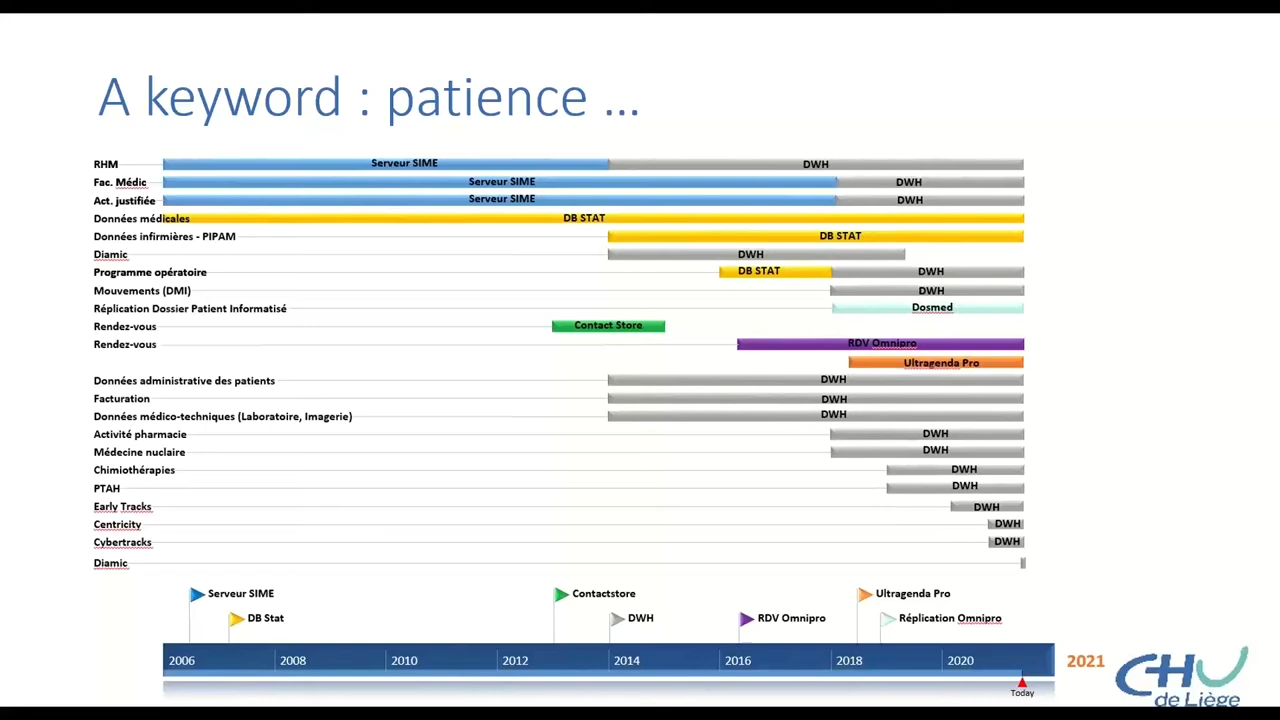 A keyword : patience ...
RHM Serveur SIME DWH
Fac. Médic Serveur SIME DWH
Act. justifiée Serveur SIME DWH
Données médicales DB STAT
Données infirmières - PIPAM DB STAT
Diamic DWH
Programme opératoire DB STAT DWH
Mouvements (DMI) DWH
Réplication Dossier Patient Informatisé Dosmed
Rendez-vous Contact Store
Rendez-vous RDV Omnipro
Ultragenda Pro
Données administrative des patients DWH
Facturation DWH
Données médico-techniques (Laboratoire, Imagerie) DWH
Activité pharmacie DWH
Médecine nuclaire DWH
Chimiothérapies DWH
PTAH DWH
Early Tracks DWH
Centricity DWH
Cybertracks DWH
Diamic
Serveur SIME Contactstore Ultragenda Pro
DB Stat DWH RDV Omnipro Réplication Omnipro
2006 2008 2010 2012 2014 2016 2018 2020 2021
Today
CHU
de Liège